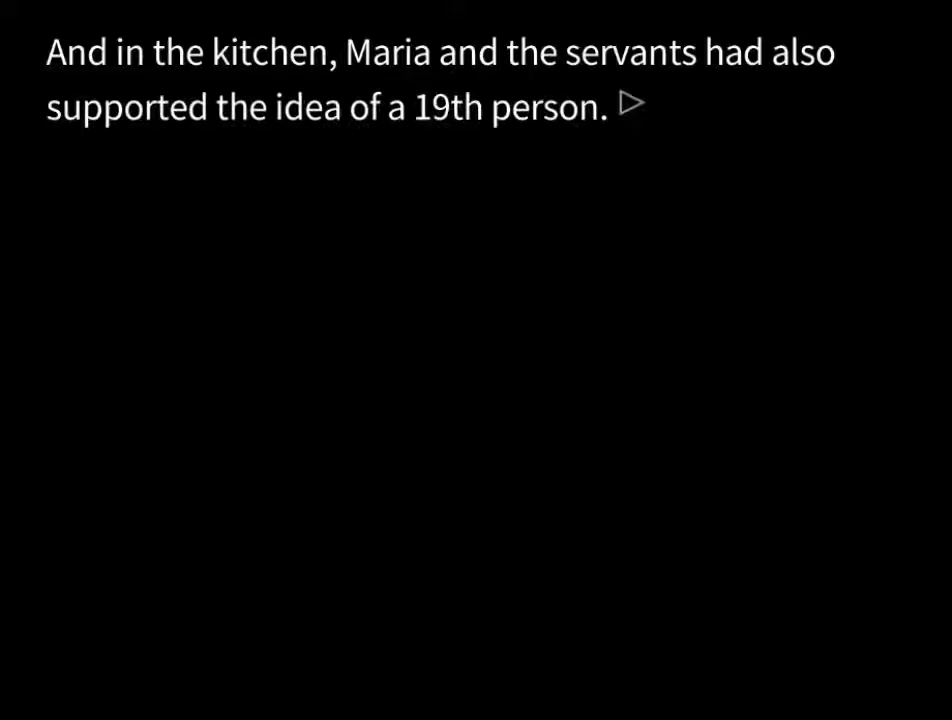 And in the kitchen, Maria and the servants had also
supported the idea of a 19th person.